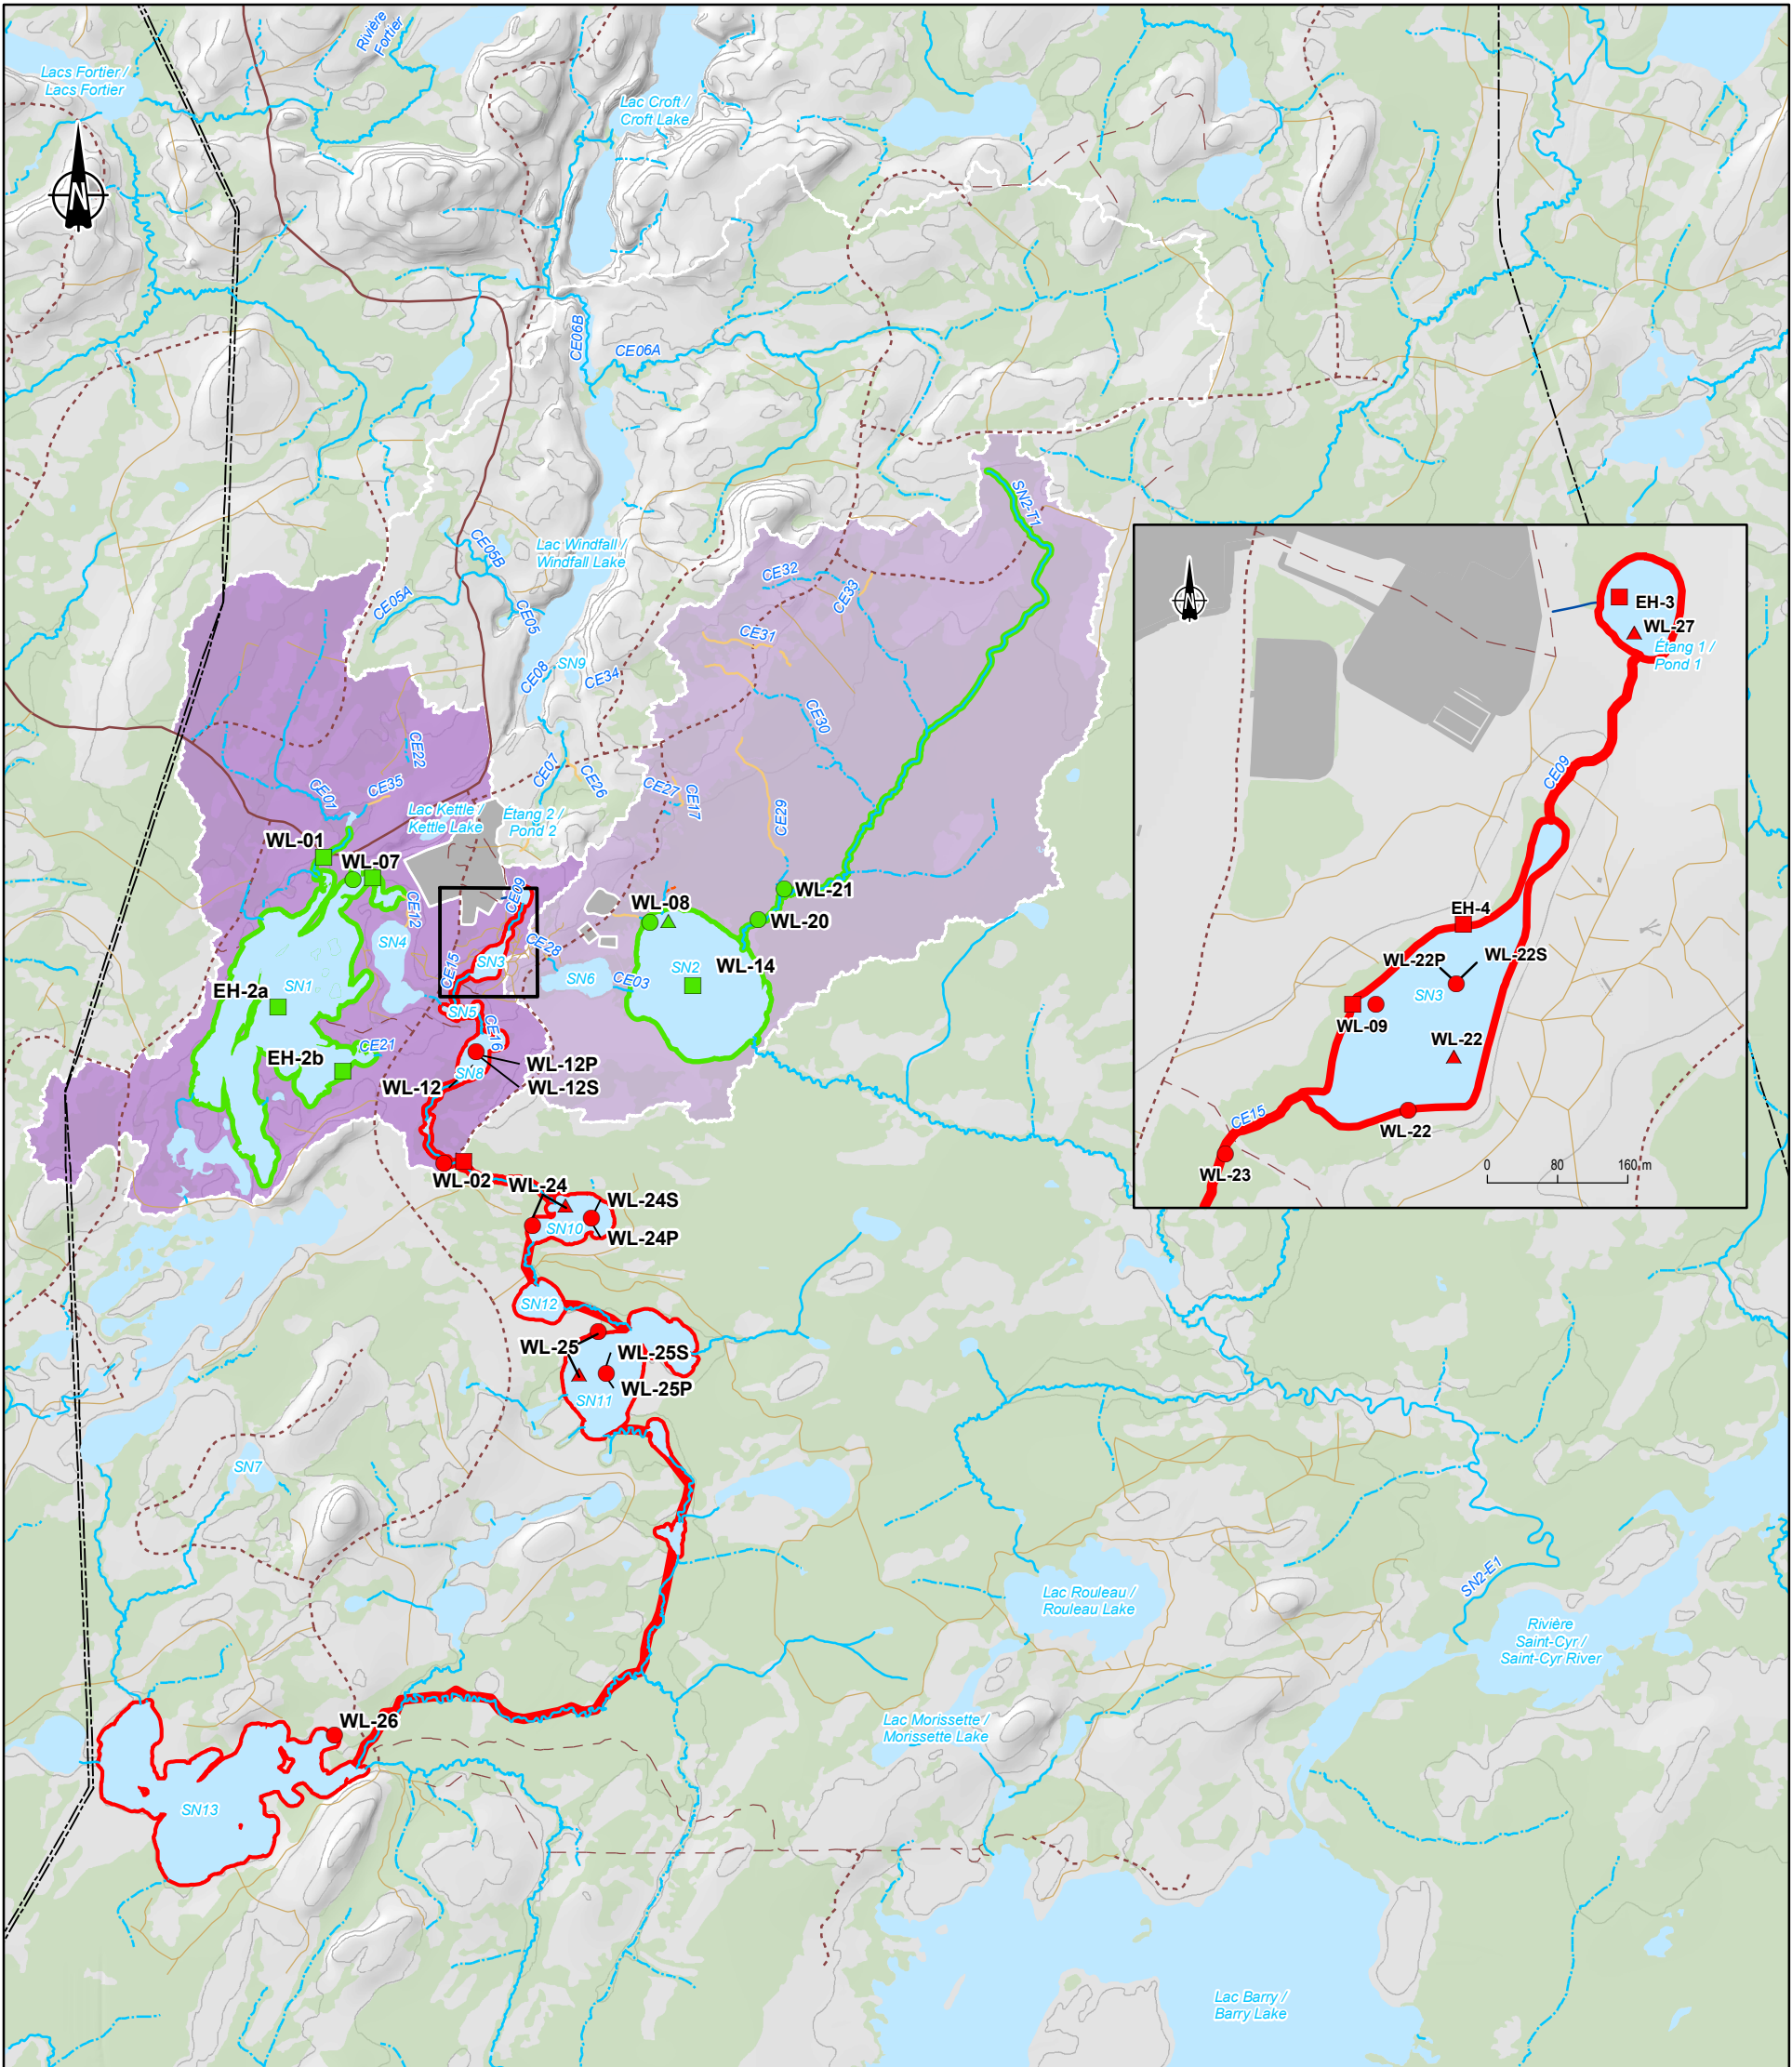 Rivière
Fortier
Lacs Fortier /
Lacs Fortier
N
Lac Croft /
Croft Lake
CE06B
CE06A
SN2-T1
Lac Windfall /
Windfall Lake
CE05B
CE05A
CE05
CE32
CE33
CE31
CE08
SN9
CE34
CE30
CE22
CE07
CE26
CE01
CE35
CE27
CE17
CE29
Lac Kettle /
Kettle Lake
Étang 2 /
Pond 2
WL-01
WL-07
CE09
CE12
WL-08
WL-21
WL-20
SN4
CE28
SN3
CE15
SN6
CE03
SN2
WL-14
SN1
EH-2a
SN5
CE16
CE21
EH-2b
SN8
WL-12
WL-12P
WL-12S
WL-02
WL-24
WL-24S
SN10
WL-24P
SN12
WL-25
WL-25S
WL-25P
SN11
SN7
Lac Rouleau /
Rouleau Lake
SN2-E1
Rivière
Saint-Cyr /
Saint-Cyr River
WL-26
Lac Morissette /
Morissette Lake
SN13
Lac Barry /
Barry Lake
N
EH-3
WL-27
Étang 1 /
Pond 1
CE09
EH-4
WL-22P
WL-22S
SN3
WL-09
WL-22
CE15
WL-22
WL-23
0 80 160 m